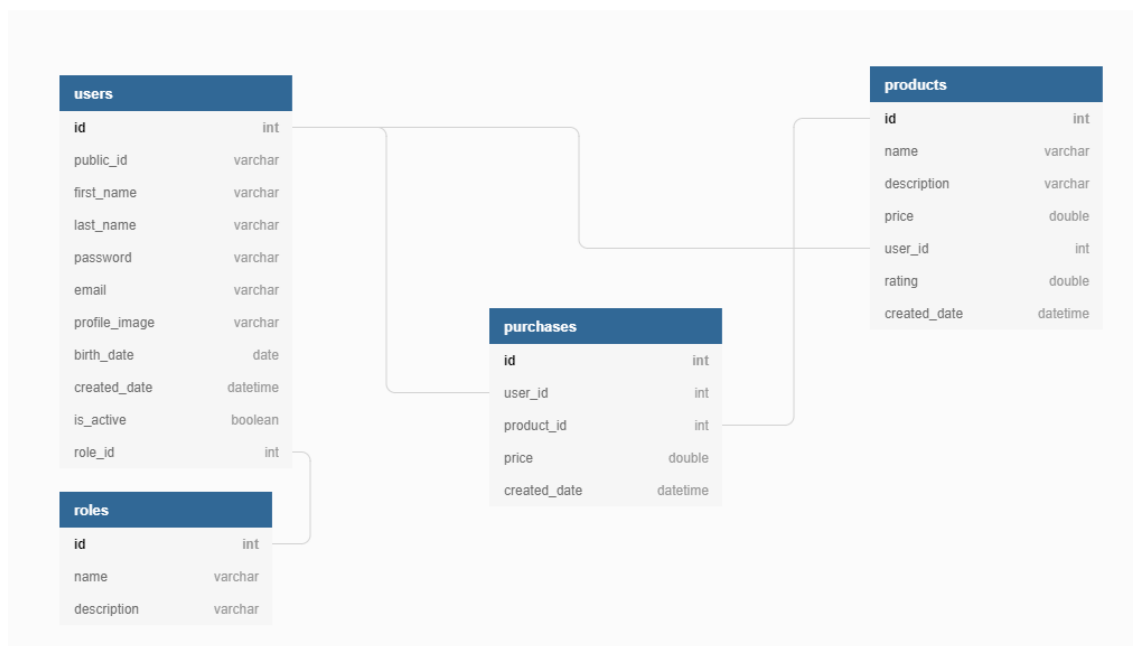 users
id int
public_id varchar
first_name varchar
last_name varchar
password varchar
email varchar
profile_image varchar
birth_date date
created_date datetime
is_active boolean
role_id int
roles
id int
name varchar
description varchar
purchases
id int
user_id int
product_id int
price double
created_date datetime
products
id int
name varchar
description varchar
price double
user_id int
rating double
created_date datetime